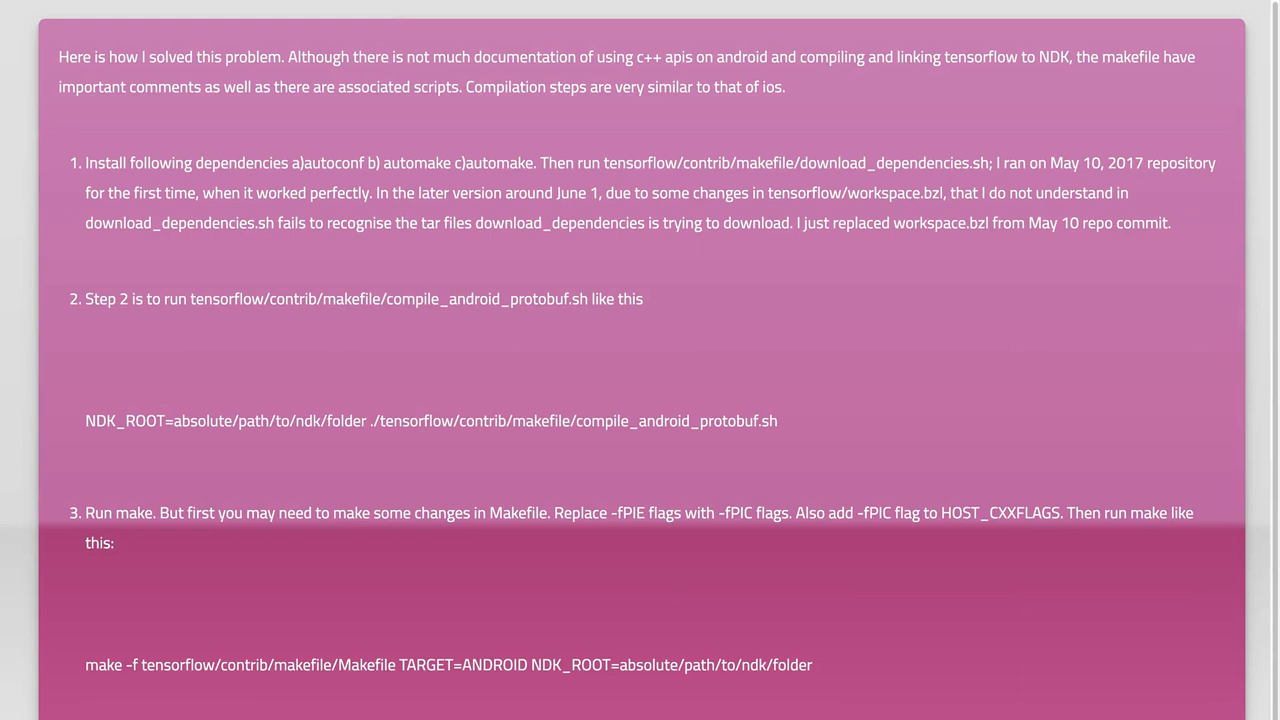 Here is how I solved this problem. Although there is not much documentation of using c++ apis on android and compiling and linking tensorflow to NDK, the makefile have
important comments as well as there are associated scripts. Compilation steps are very similar to that of ios.
1. Install following dependencies a)autoconf b) automake c)automake. Then run tensorflow/contrib/makefile/download_dependencies.sh; I ran on May 10, 2017 repository
for the first time, when it worked perfectly. In the later version around June 1, due to some changes in tensorflow/workspace.bzl, that I do not understand in
download_dependencies.sh fails to recognise the tar files download_dependencies is trying to download. I just replaced workspace.bzl from May 10 repo commit.
2. Step 2 is to run tensorflow/contrib/makefile/compile_android_protobuf.sh like this
NDK_ROOT=absolute/path/to/ndk/folder ./tensorflow/contrib/makefile/compile_android_protobuf.sh
3. Run make. But first you may need to make some changes in Makefile. Replace -fPIE flags with -fPIC flags. Also add -fPIC flag to HOST_CXXFLAGS. Then run make like
this:
make -f tensorflow/contrib/makefile/Makefile TARGET=ANDROID NDK_ROOT=absolute/path/to/ndk/folder